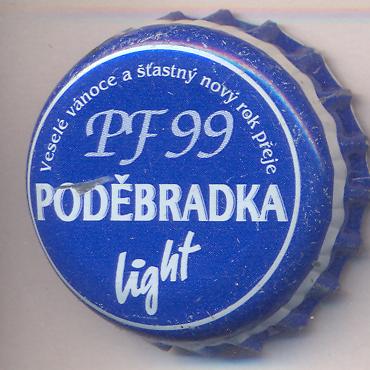 veselé vánoce a šťastný nový rok přeje
PF 99
PODĚBRADKA
light